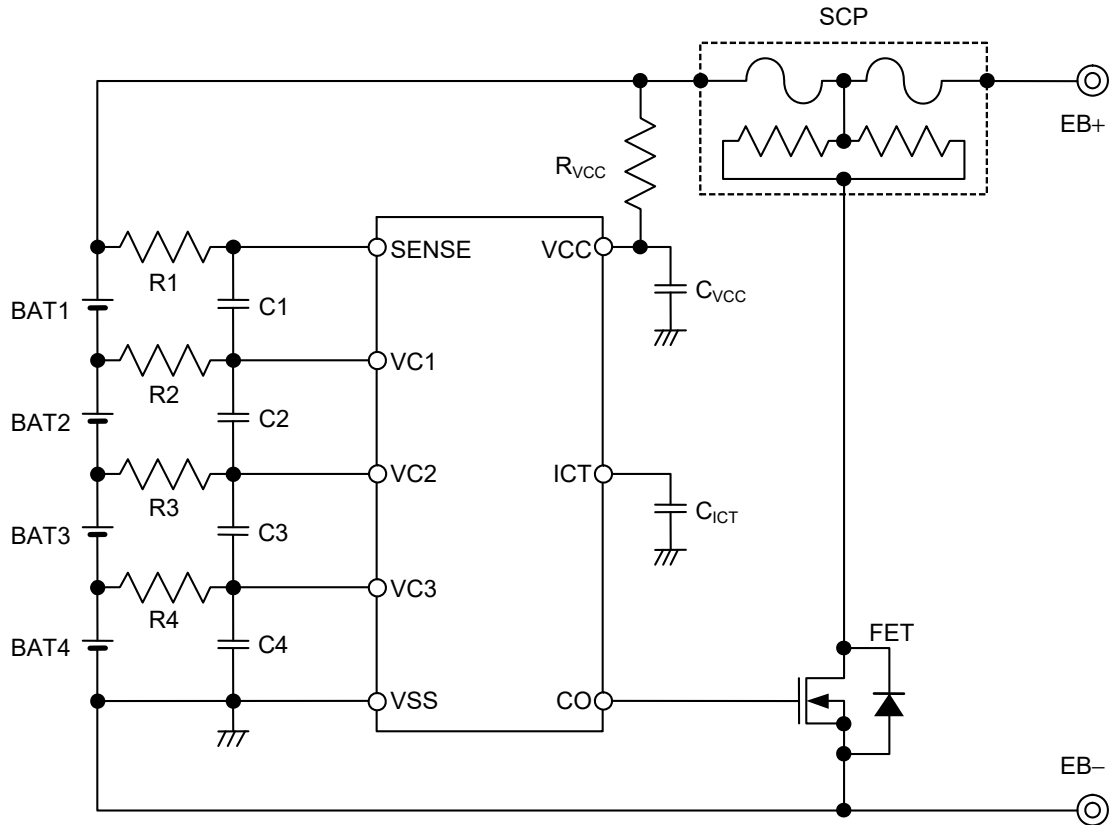 SCP
EB+
RVCC
SENSE
VCC
R1
BAT1
C1
CVCC
VC1
R2
BAT2
C2
VC2
ICT
R3
CICT
BAT3
C3
VC3
R4
BAT4
C4
FET
VSS
CO
EB−